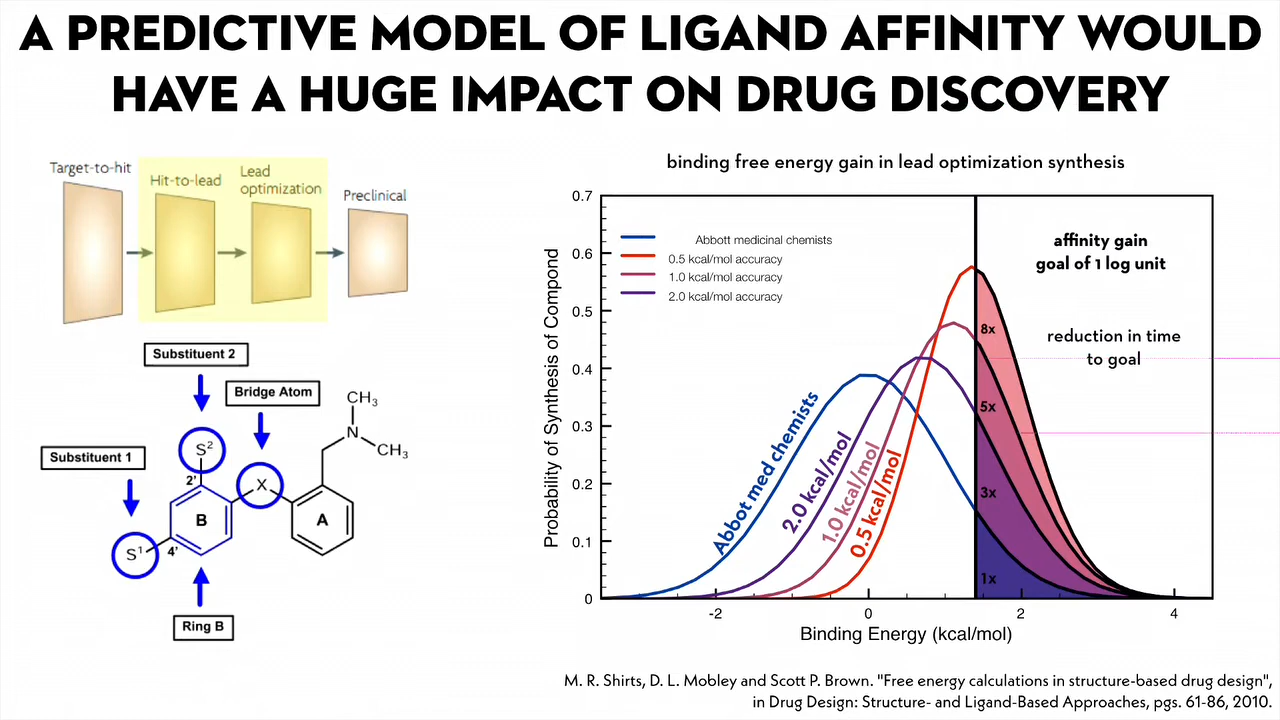 A PREDICTIVE MODEL OF LIGAND AFFINITY WOULD
HAVE A HUGE IMPACT ON DRUG DISCOVERY
Target-to-hit
Hit-to-lead
Lead
optimization
Preclinical
Substituent 2
Bridge Atom
Substituent 1
CH3
N
CH3
S2
2'
X
B
A
S1
4'
Ring B
binding free energy gain in lead optimization synthesis
Probability of Synthesis of Compond
0.7
0.6
0.5
0.4
0.3
0.2
0.1
0
Abbott medicinal chemists
0.5 kcal/mol accuracy
1.0 kcal/mol accuracy
2.0 kcal/mol accuracy
affinity gain
goal of 1 log unit
reduction in time
to goal
8x
5x
3x
1x
Abbot med chemists
2.0 kcal/mol
1.0 kcal/mol
0.5 kcal/mol
-2
0
2
4
Binding Energy (kcal/mol)
M. R. Shirts, D. L. Mobley and Scott P. Brown. "Free energy calculations in structure-based drug design",
in Drug Design: Structure- and Ligand-Based Approaches, pgs. 61-86, 2010.